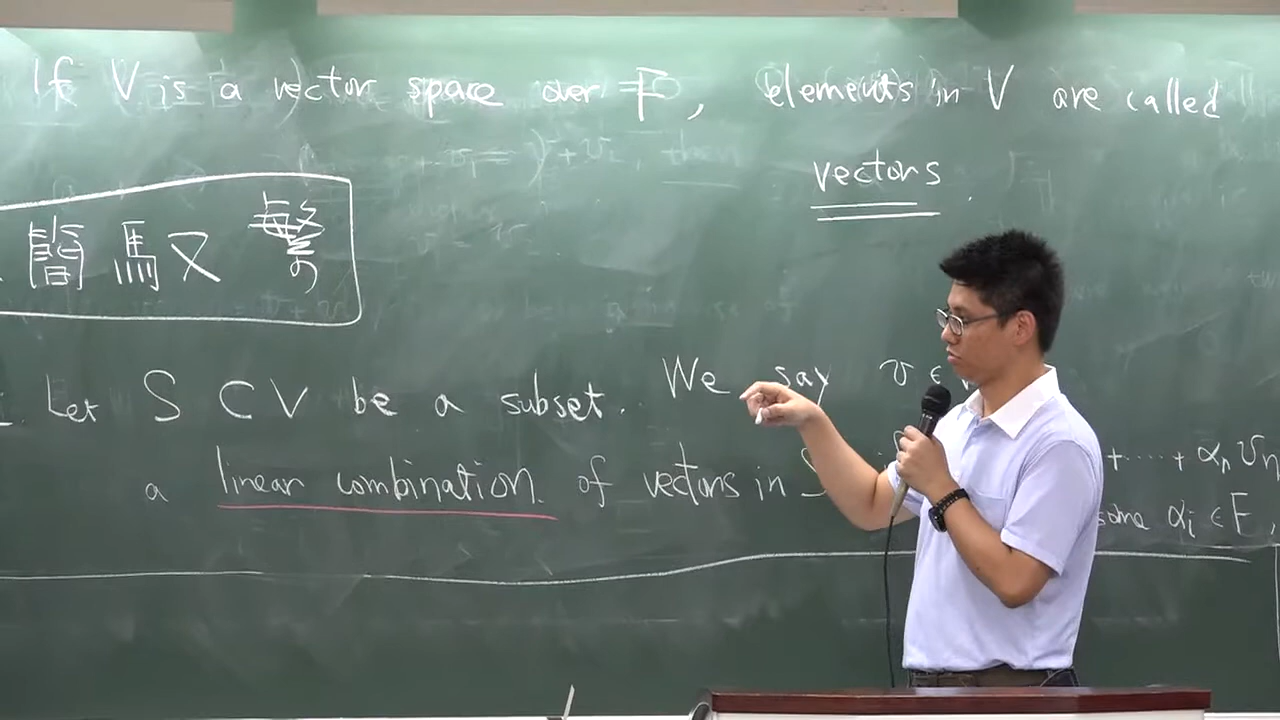 If V is a vector space over F, elements in V are called
vectors.
馬 又
Let S ⊂ V be a subset. We say v ∈
a linear combination of vectors in S + ····· + αₙvₙ
some αᵢ ∈ F,